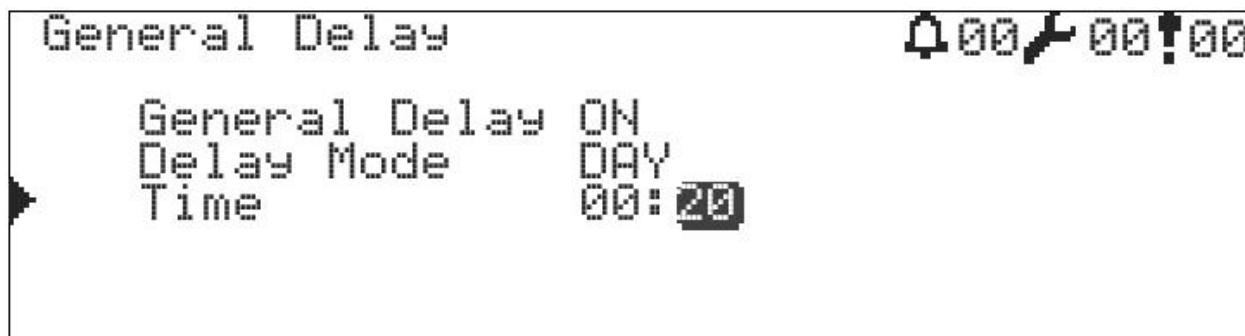 General Delay 00 00 00
General Delay ON
Delay Mode DAY
Time 00:20